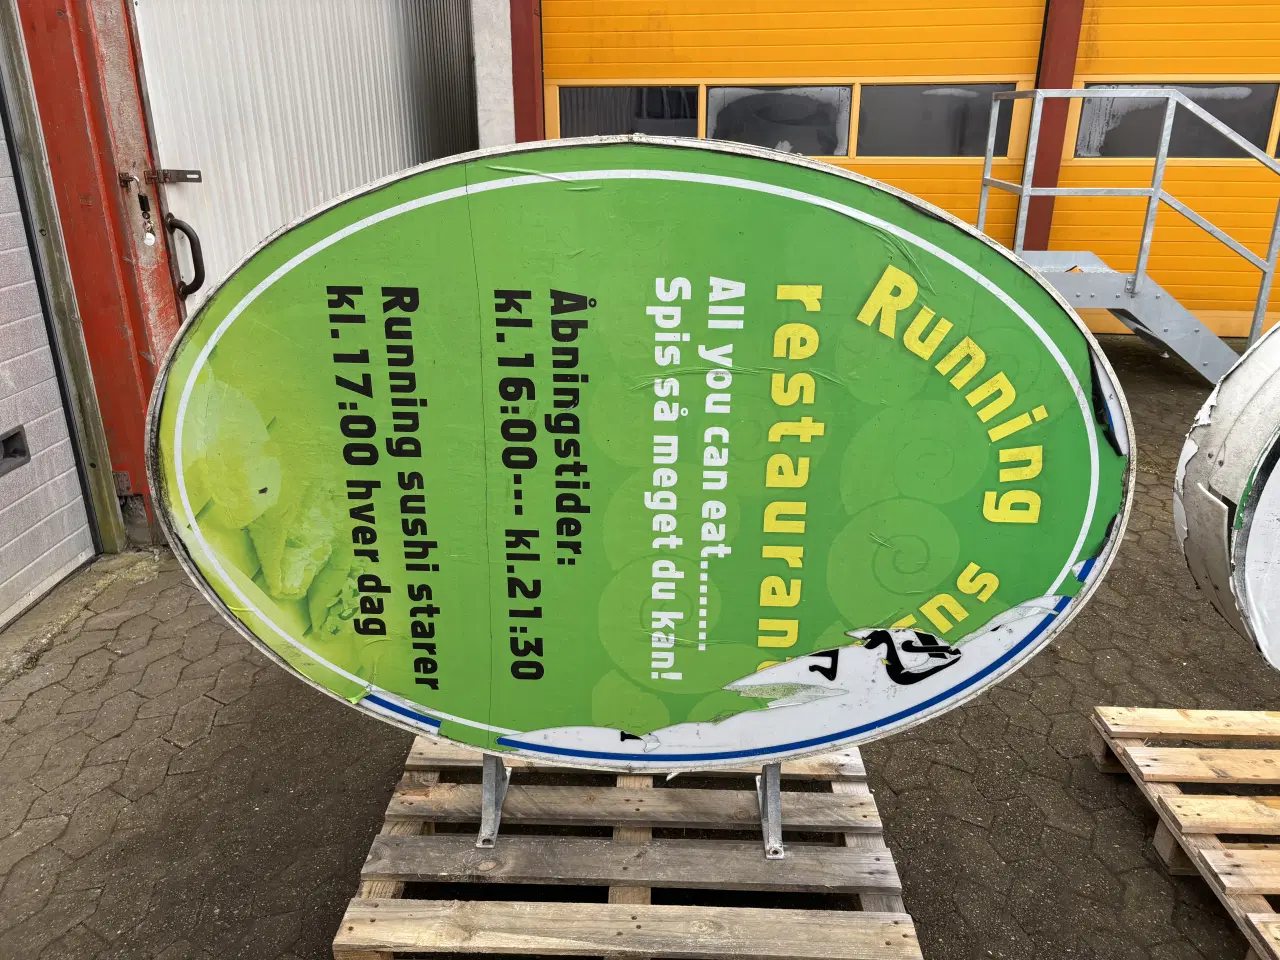 Running
restaurant
All you can eat.......
Spis så meget du kan!
Åbningstider:
kl. 16:00--- kl.21:30
Running sushi starer
kl. 17:00 hver dag